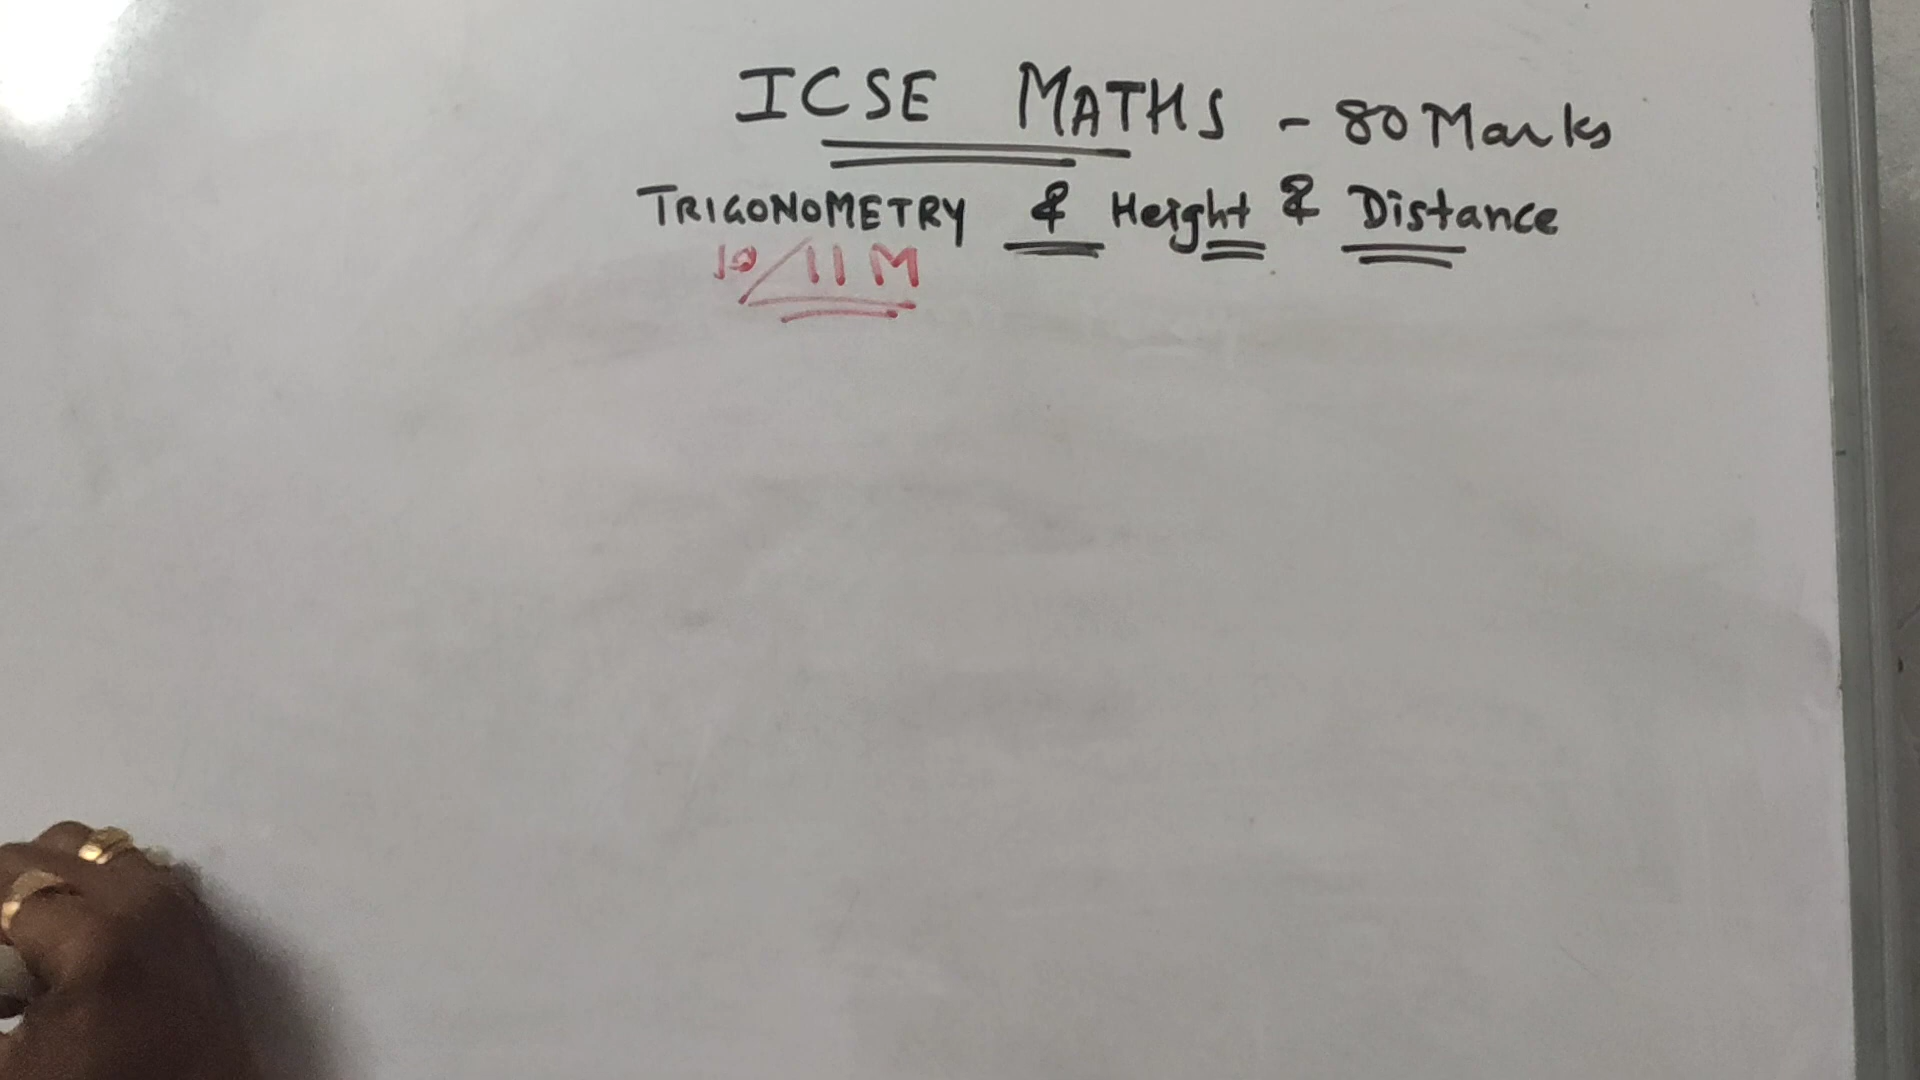 ICSE MATHS - 80 Marks
TRIGONOMETRY & Height & Distance
10/11 M